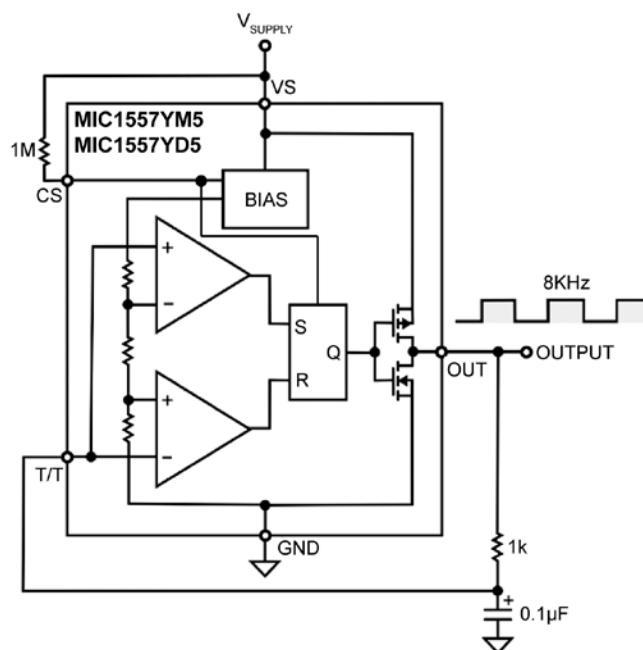 VSUPPLY
VS
MIC1557YM5
MIC1557YD5
1M
CS
BIAS
+
−
8KHz
S
Q
R
OUT
OUTPUT
+
−
T/T
GND
1k
+
0.1µF